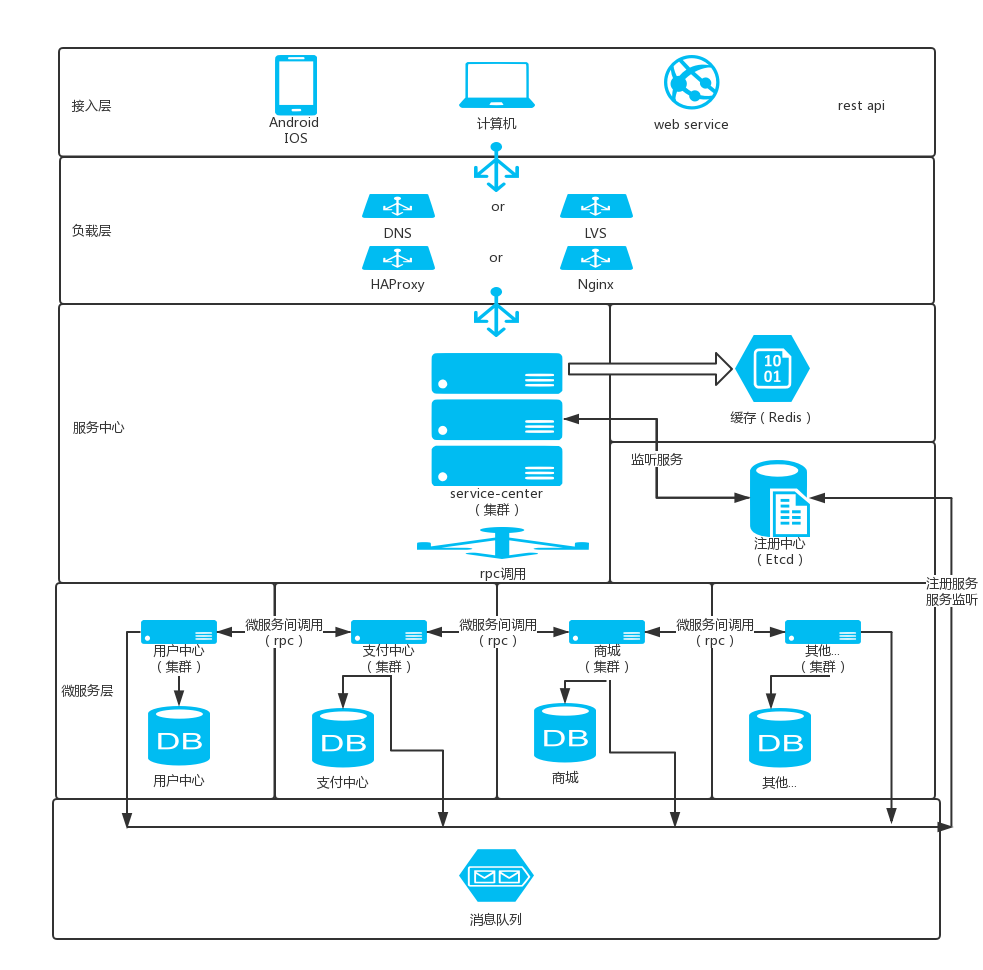 接入层
Android
IOS
计算机
web service
rest api
负载层
or
DNS
LVS
or
HAProxy
Nginx
服务中心
10
01
缓存（Redis）
监听服务
service-center
（集群）
注册中心
（Etcd）
rpc调用
注册服务
服务监听
微服务层
用户中心
（集群）
微服务间调用
（rpc）
支付中心
（集群）
微服务间调用
（rpc）
商城
（集群）
微服务间调用
（rpc）
其他...
（集群）
DB
用户中心
DB
支付中心
DB
商城
DB
其他...
消息队列